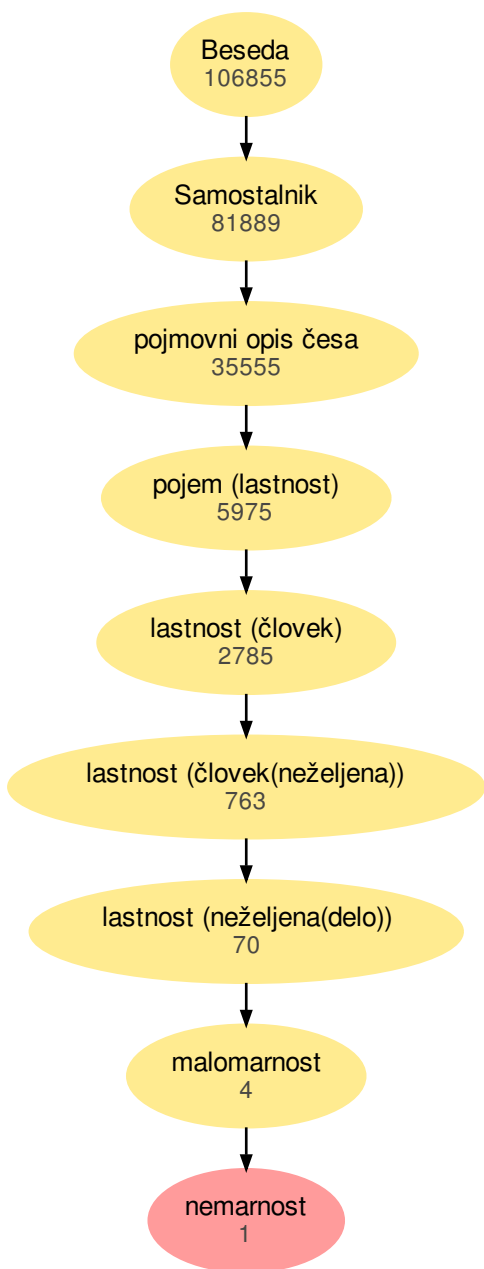 Beseda
106855
Samostalnik
81889
pojmovni opis česa
35555
pojem (lastnost)
5975
lastnost (človek)
2785
lastnost (človek(neželjena))
763
lastnost (neželjena(delo))
70
malomarnost
4
nemarnost
1